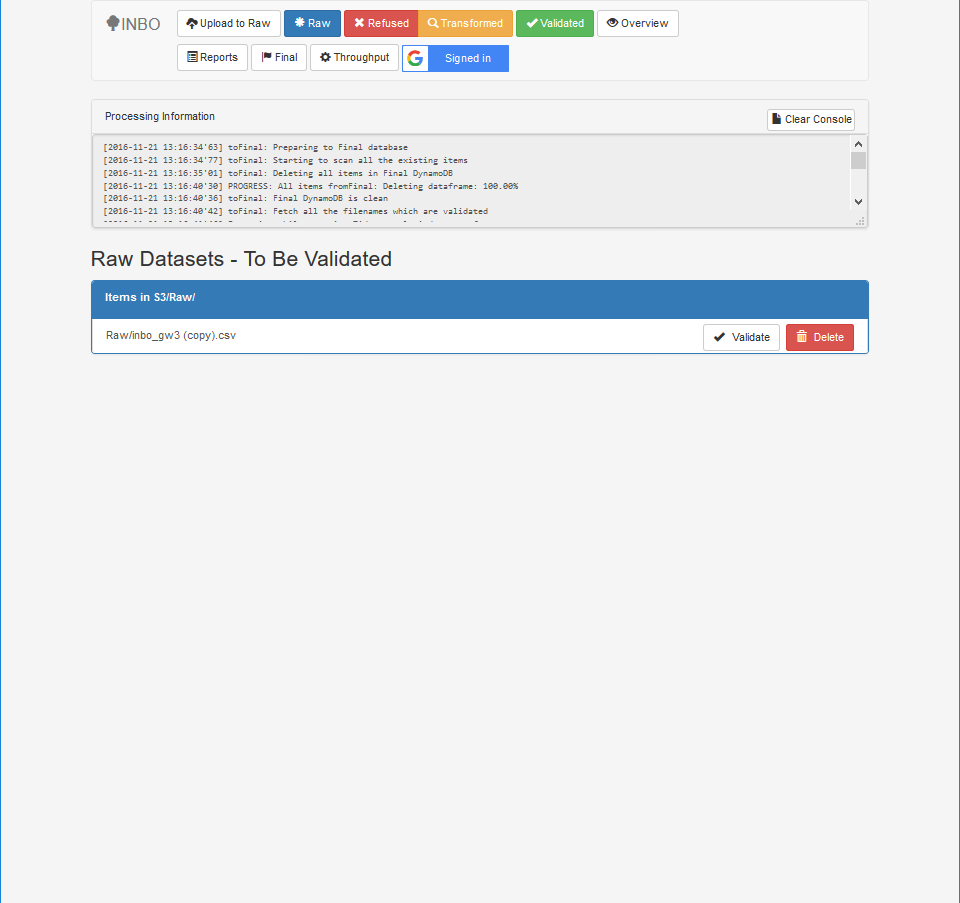 INBO Upload to Raw Raw Refused Transformed Validated Overview
Reports Final Throughput Signed in
Processing Information Clear Console
[2016-11-21 13:16:34'63] toFinal: Preparing to Final database
[2016-11-21 13:16:34'77] toFinal: Starting to scan all the existing items
[2016-11-21 13:16:35'01] toFinal: Deleting all items in Final DynamoDB
[2016-11-21 13:16:40'30] PROGRESS: All items fromFinal: Deleting dataframe: 100.00%
[2016-11-21 13:16:40'36] toFinal: Final DynamoDB is clean
[2016-11-21 13:16:40'42] toFinal: Fetch all the filenames which are validated
Raw Datasets - To Be Validated
Items in S3/Raw/
Raw/inbo_gw3 (copy).csv Validate Delete